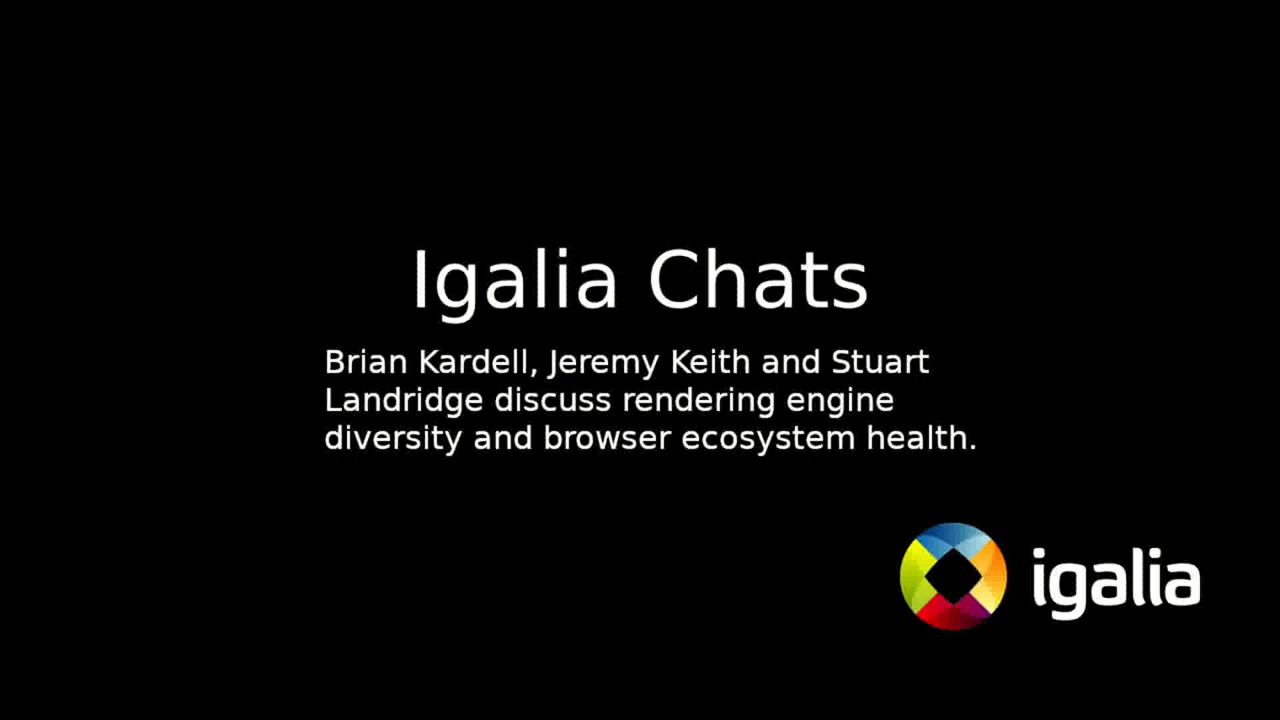 Igalia Chats
Brian Kardell, Jeremy Keith and Stuart
Landridge discuss rendering engine
diversity and browser ecosystem health.
igalia